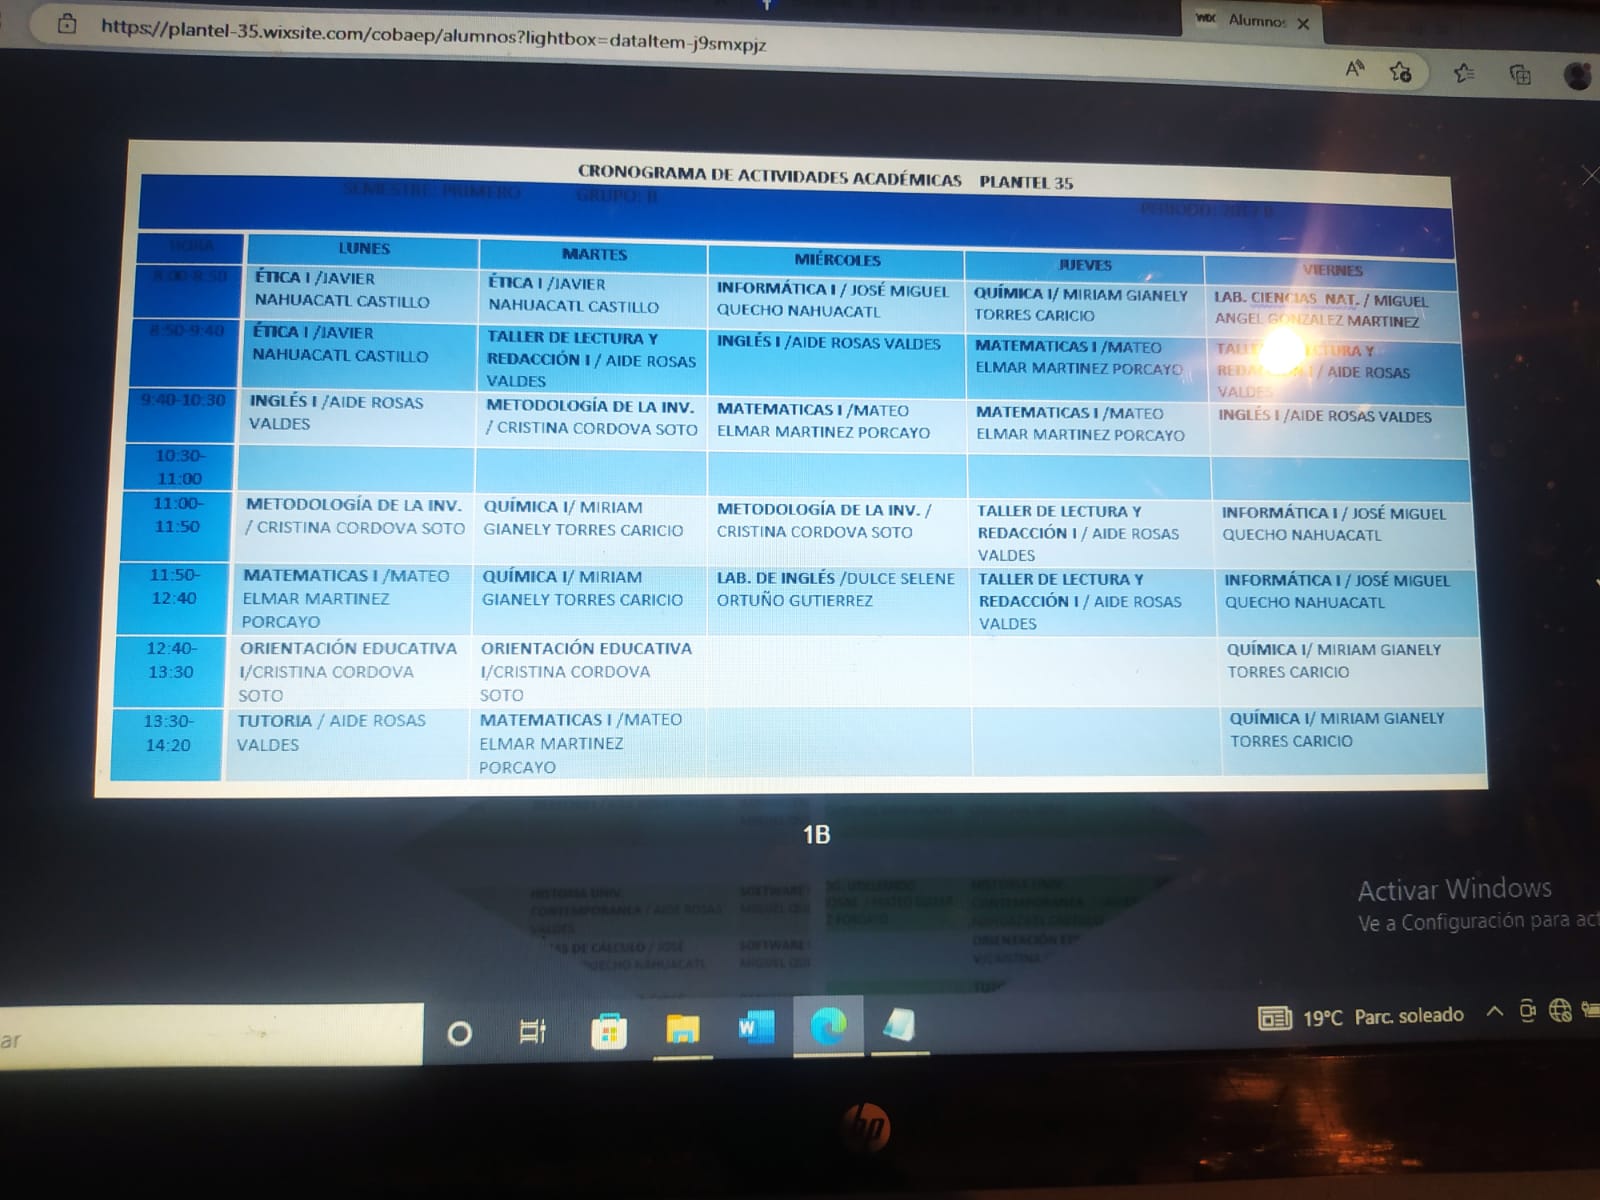 https://plantel-35.wixsite.com/cobaep/alumnos?lightbox=dataItem-j9smxpjz
WIX Alumnos
CRONOGRAMA DE ACTIVIDADES ACADÉMICAS PLANTEL 35
SEMESTRE: PRIMERO GRUPO: B
HORA LUNES MARTES MIÉRCOLES JUEVES VIERNES
8:00-8:50
ÉTICA I /JAVIER
NAHUACATL CASTILLO
ÉTICA I /JAVIER
NAHUACATL CASTILLO
INFORMÁTICA I / JOSÉ MIGUEL
QUECHO NAHUACATL
QUÍMICA I/ MIRIAM GIANELY
TORRES CARICIO
LAB. CIENCIAS NAT. / MIGUEL
ANGEL GONZALEZ MARTINEZ
8:50-9:40
ÉTICA I /JAVIER
NAHUACATL CASTILLO
TALLER DE LECTURA Y
REDACCIÓN I / AIDE ROSAS
VALDES
INGLÉS I /AIDE ROSAS VALDES
MATEMATICAS I /MATEO
ELMAR MARTINEZ PORCAYO
/ AIDE ROSAS
VALDES
9:40-10:30
INGLÉS I /AIDE ROSAS
VALDES
METODOLOGÍA DE LA INV.
/ CRISTINA CORDOVA SOTO
MATEMATICAS I /MATEO
ELMAR MARTINEZ PORCAYO
MATEMATICAS I /MATEO
ELMAR MARTINEZ PORCAYO
INGLÉS I /AIDE ROSAS VALDES
10:30-
11:00
11:00-
11:50
METODOLOGÍA DE LA INV.
/ CRISTINA CORDOVA SOTO
QUÍMICA I/ MIRIAM
GIANELY TORRES CARICIO
METODOLOGÍA DE LA INV. /
CRISTINA CORDOVA SOTO
TALLER DE LECTURA Y
REDACCIÓN I / AIDE ROSAS
VALDES
INFORMÁTICA I / JOSÉ MIGUEL
QUECHO NAHUACATL
11:50-
12:40
MATEMATICAS I /MATEO
ELMAR MARTINEZ
PORCAYO
QUÍMICA I/ MIRIAM
GIANELY TORRES CARICIO
LAB. DE INGLÉS /DULCE SELENE
ORTUÑO GUTIERREZ
TALLER DE LECTURA Y
REDACCIÓN I / AIDE ROSAS
VALDES
INFORMÁTICA I / JOSÉ MIGUEL
QUECHO NAHUACATL
12:40-
13:30
ORIENTACIÓN EDUCATIVA
I/CRISTINA CORDOVA
SOTO
ORIENTACIÓN EDUCATIVA
I/CRISTINA CORDOVA
SOTO
QUÍMICA I/ MIRIAM GIANELY
TORRES CARICIO
13:30-
14:20
TUTORIA / AIDE ROSAS
VALDES
MATEMATICAS I /MATEO
ELMAR MARTINEZ
PORCAYO
QUÍMICA I/ MIRIAM GIANELY
TORRES CARICIO
1B
HISTORIA UNIV.
CONTEMPORANEA / AIDE ROSAS
VALDES
SOFTWARE
Activar Windows
Ve a Configuración para act
ar
19°C Parc. soleado
hp